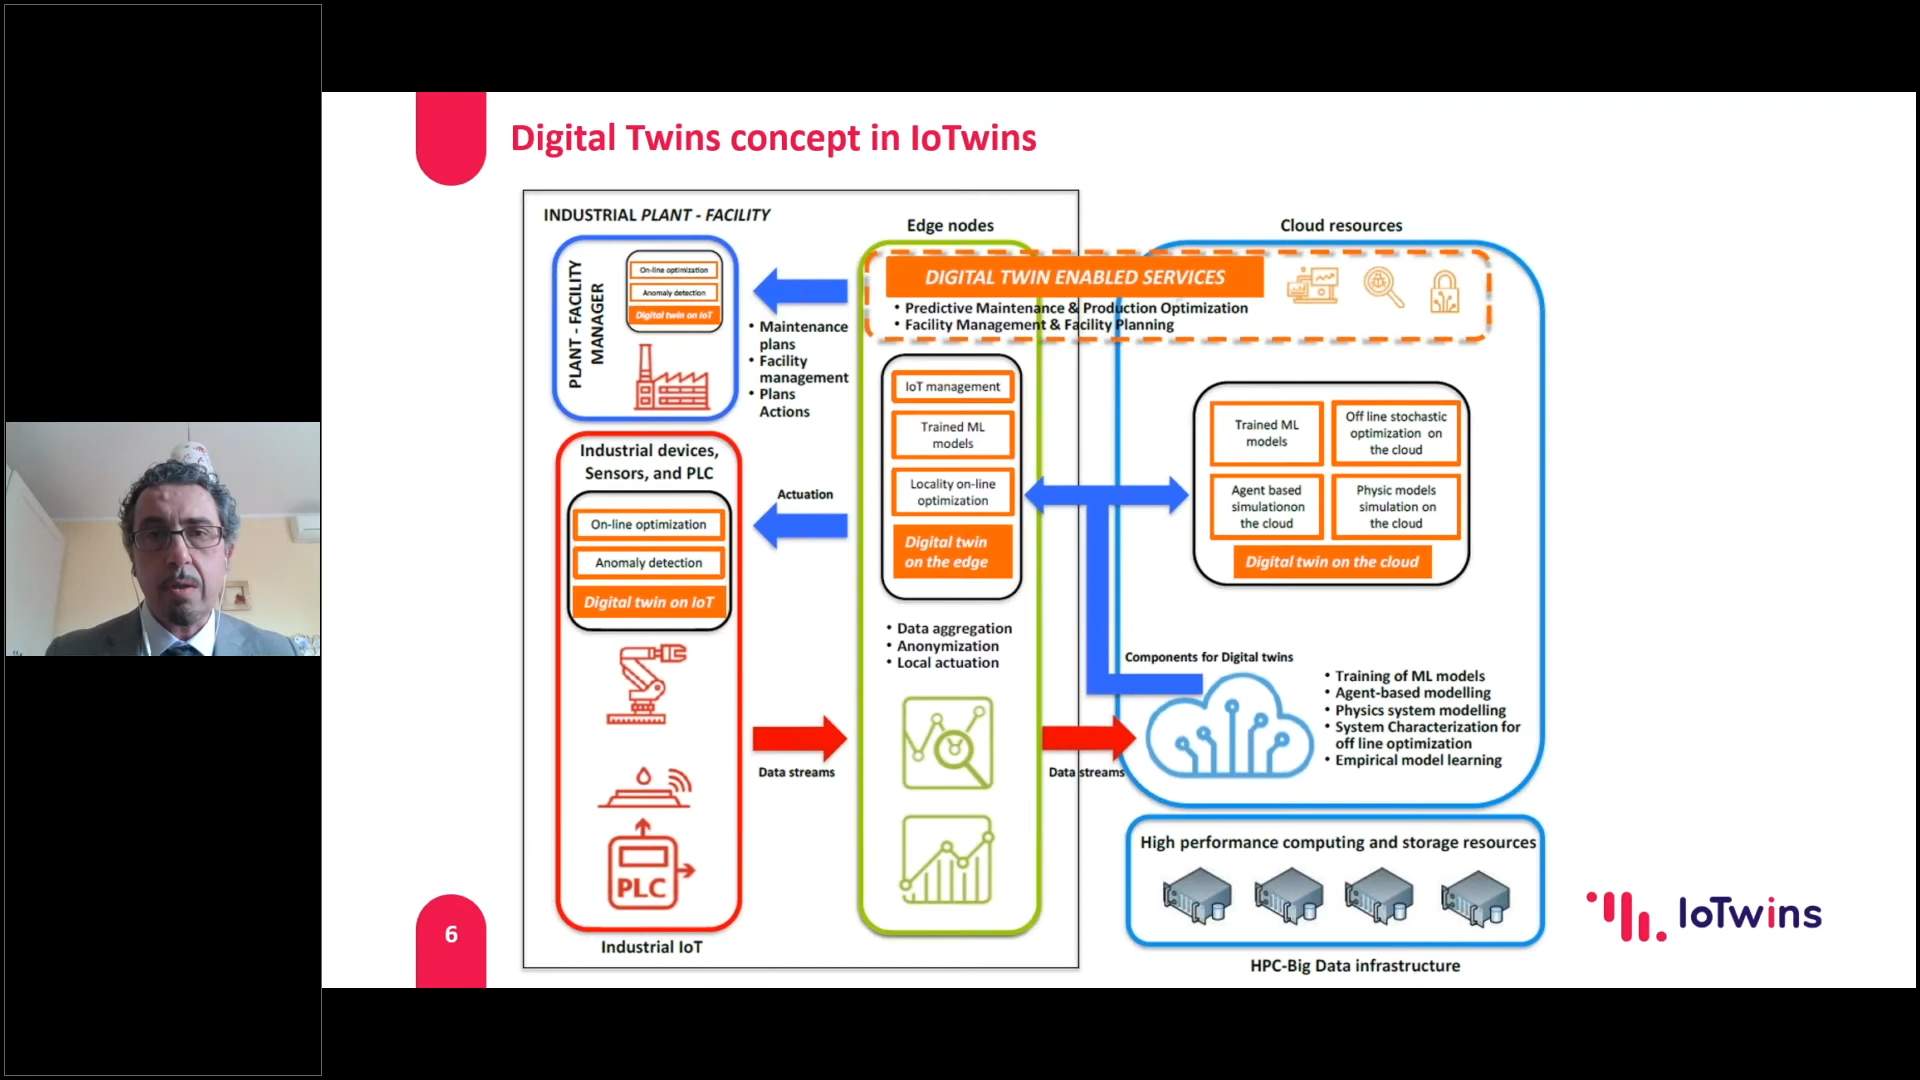 Digital Twins concept in IoTwins
INDUSTRIAL PLANT - FACILITY
PLANT - FACILITY
MANAGER
On-line optimization
Anomaly detection
Digital twin on IoT
• Maintenance
plans
• Facility
management
• Plans
Actions
Industrial devices,
Sensors, and PLC
On-line optimization
Anomaly detection
Digital twin on IoT
PLC
Industrial IoT
Actuation
Data streams
Edge nodes
Cloud resources
DIGITAL TWIN ENABLED SERVICES
• Predictive Maintenance & Production Optimization
• Facility Management & Facility Planning
IoT management
Trained ML
models
Locality on-line
optimization
Digital twin
on the edge
• Data aggregation
• Anonymization
• Local actuation
Data streams
Trained ML
models
Off line stochastic
optimization on
the cloud
Agent based
simulationon
the cloud
Physic models
simulation on
the cloud
Digital twin on the cloud
Components for Digital twins
• Training of ML models
• Agent-based modelling
• Physics system modelling
• System Characterization for
off line optimization
• Empirical model learning
High performance computing and storage resources
HPC-Big Data infrastructure
6
IoTwins